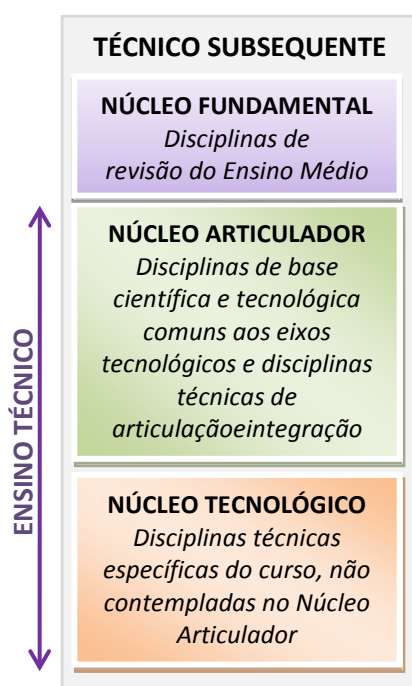 TÉCNICO SUBSEQUENTE
NÚCLEO FUNDAMENTAL
Disciplinas de
revisão do Ensino Médio
NÚCLEO ARTICULADOR
Disciplinas de base
científica e tecnológica
comuns aos eixos
tecnológicos e disciplinas
técnicas de
articulaçãoeintegração
NÚCLEO TECNOLÓGICO
Disciplinas técnicas
específicas do curso, não
contempladas no Núcleo
Articulador
ENSINO TÉCNICO